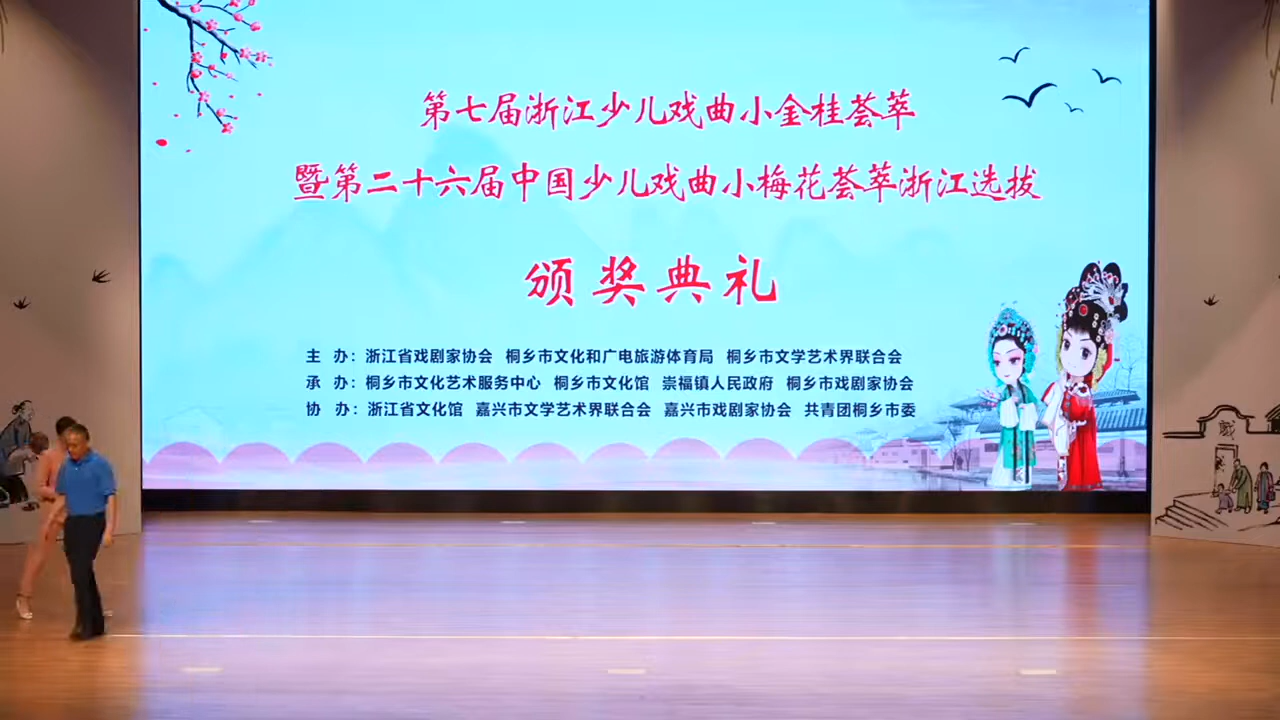 第七届浙江少儿戏曲小金桂荟萃
暨第二十六届中国少儿戏曲小梅花荟萃浙江选拔
颁奖典礼
主 办：浙江省戏剧家协会 桐乡市文化和广电旅游体育局 桐乡市文学艺术界联合会
承 办：桐乡市文化艺术服务中心 桐乡市文化馆 崇福镇人民政府 桐乡市戏剧家协会
协 办：浙江省文化馆 嘉兴市文学艺术界联合会 嘉兴市戏剧家协会 共青团桐乡市委